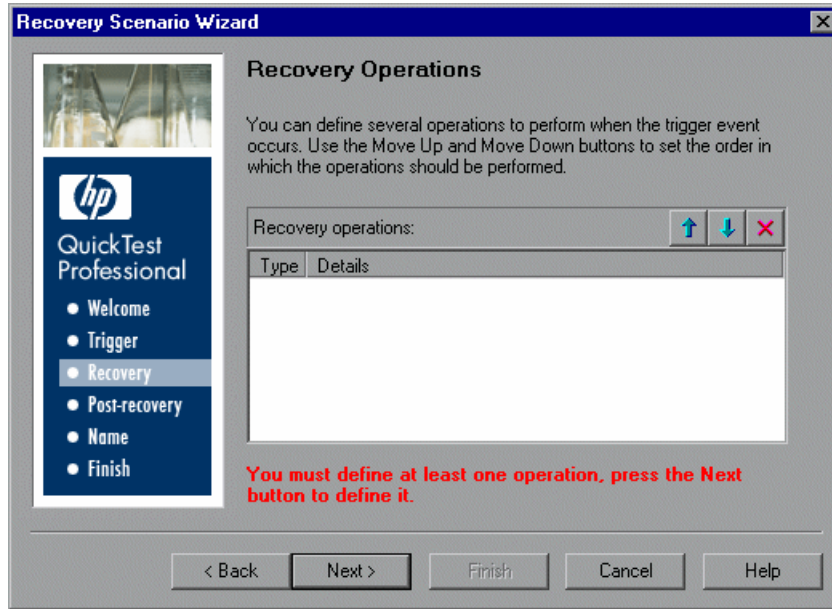 Recovery Scenario Wizard
Recovery Operations
You can define several operations to perform when the trigger event
occurs. Use the Move Up and Move Down buttons to set the order in
which the operations should be performed.
hp
QuickTest
Professional
Welcome
Trigger
Recovery
Post-recovery
Name
Finish
Recovery operations:
Type Details
You must define at least one operation, press the Next
button to define it.
< Back Next > Finish Cancel Help